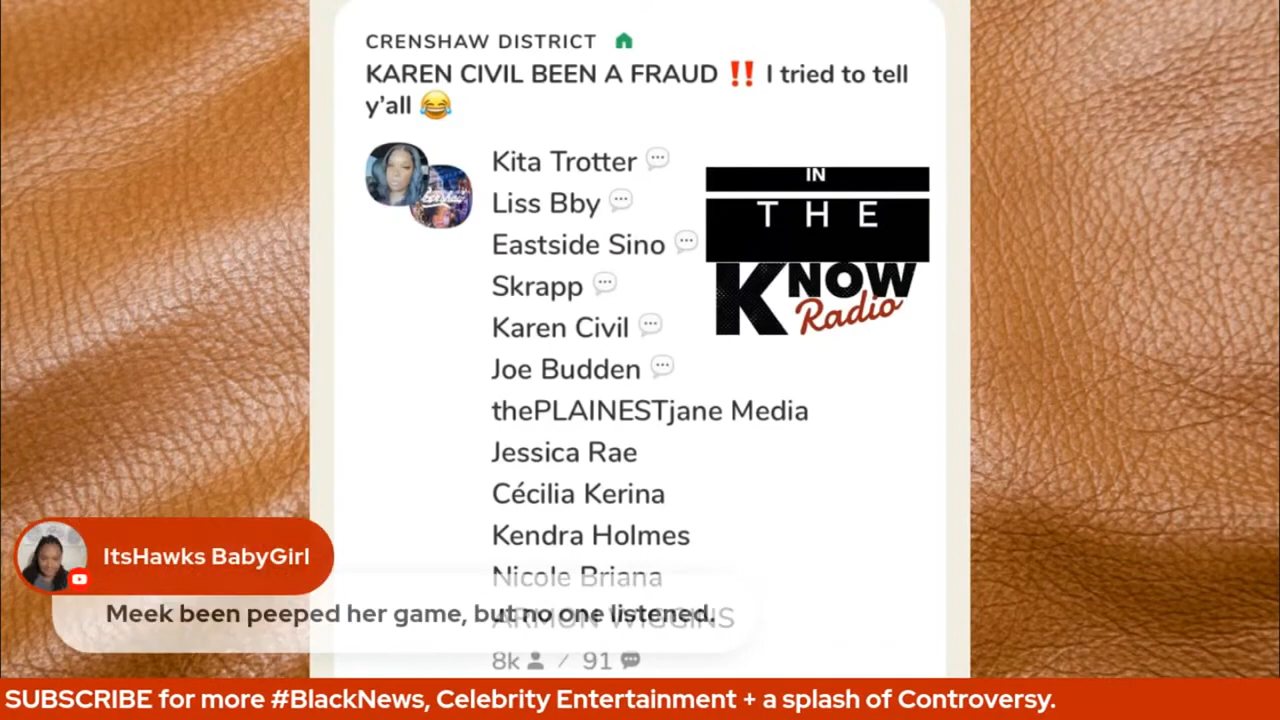 CRENSHAW DISTRICT
KAREN CIVIL BEEN A FRAUD ‼️ I tried to tell
y'all 😂
Kita Trotter
Liss Bby
Eastside Sino
Skrapp
Karen Civil
Joe Budden
thePLAINESTjane Media
Jessica Rae
Cécilia Kerina
Kendra Holmes
Nicole Briana
ARMON WIGGINS
8k / 91
IN
THE
KNOW
Radio
ItsHawks BabyGirl
Meek been peeped her game, but no one listened.
SUBSCRIBE for more #BlackNews, Celebrity Entertainment + a splash of Controversy.